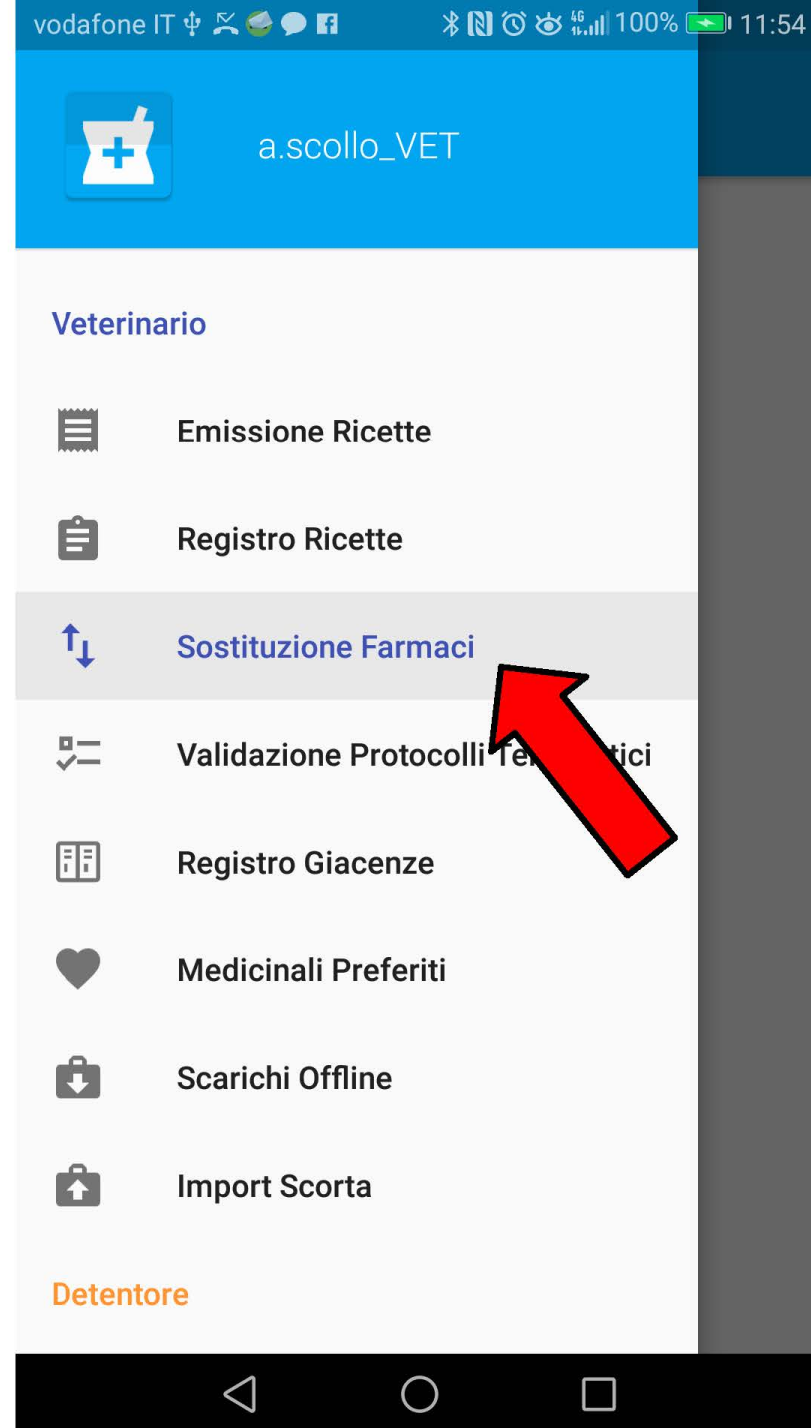 vodafone IT 4G 100% 11:54
a.scollo_VET
Veterinario
Emissione Ricette
Registro Ricette
Sostituzione Farmaci
Validazione Protocolli
Registro Giacenze
Medicinali Preferiti
Scarichi Offline
Import Scorta
Detentore